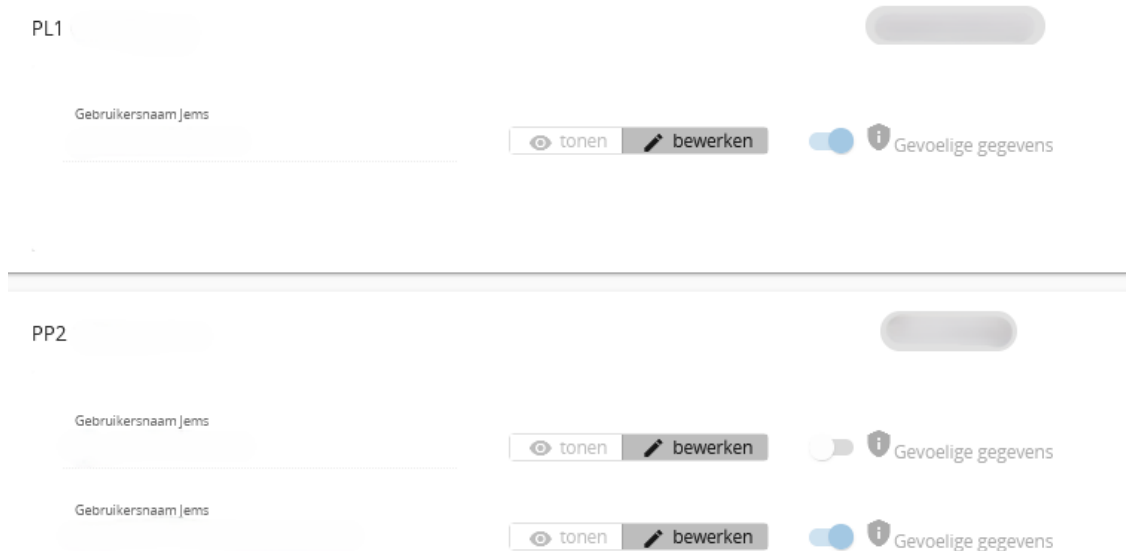 PL1
Gebruikersnaam Jems
tonen bewerken Gevoelige gegevens
PP2
Gebruikersnaam Jems
tonen bewerken Gevoelige gegevens
Gebruikersnaam Jems
tonen bewerken Gevoelige gegevens